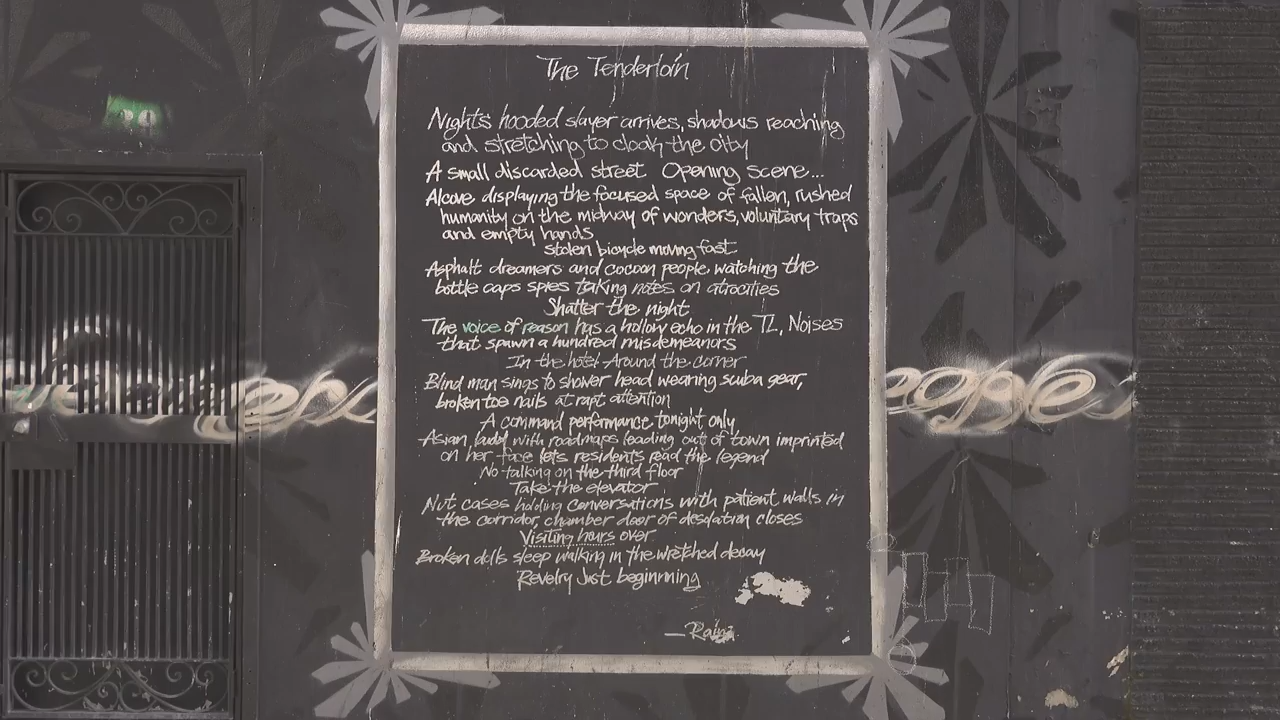 29
The Tenderloin
Night's hooded slayer arrives, shadows reaching
and stretching to cloak the city
A small discarded street Opening scene...
Alcove displaying the focused space of fallen, rushed
humanity on the midway of wonders, voluntary traps
and empty hands
stolen bicycle moving fast
Asphalt dreamers and cocoon people, watching the
bottle caps spies taking notes on atrocities
Shatter the night
The voice of reason has a hollow echo in the TL, Noises
that spawn a hundred misdemeanors
In the hotel Around the corner
Blind man sings to shower head wearing scuba gear,
broken toe nails at rapt attention
A command performance tonight only
Asian, with roadmaps leading out of town imprinted
on her face lets residents read the legend
No talking on the third floor
Take the elevator
Nut cases holding conversations with patient walls in
the corridor, chamber door of desolation closes
Visiting hours over
Broken dolls sleep walking in the wretched decay
Revelry Just beginning